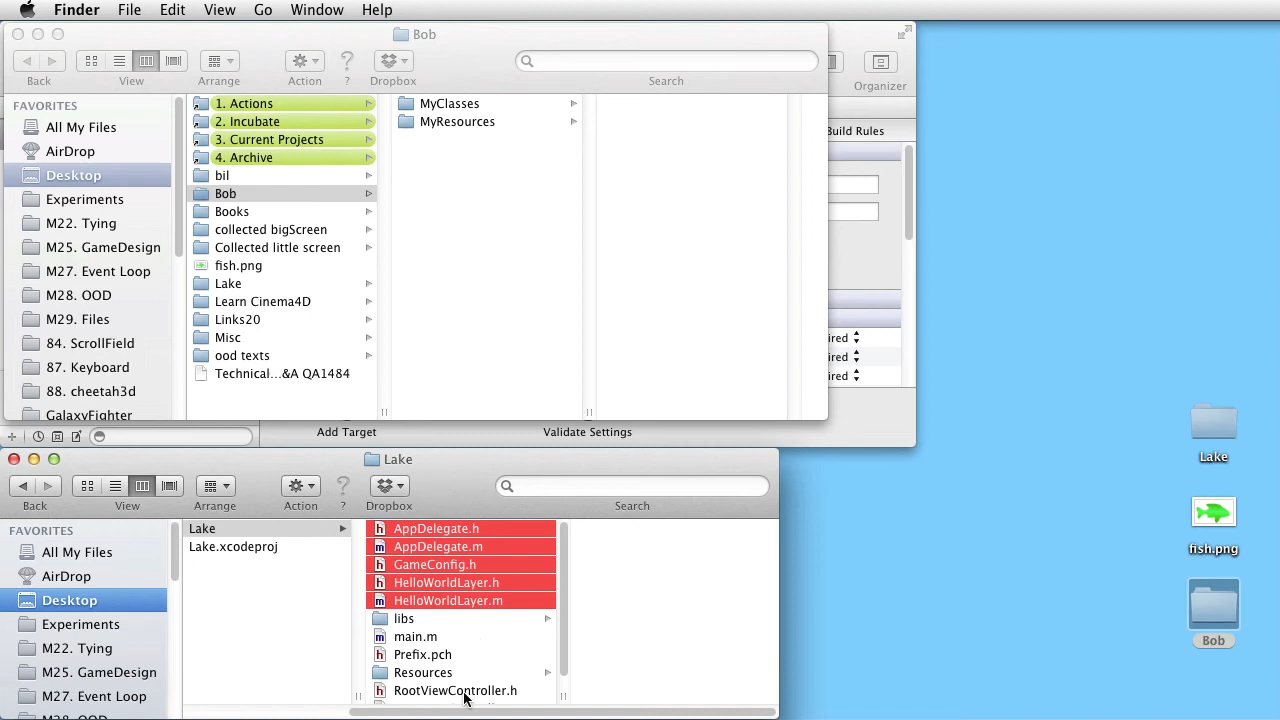 Finder File Edit View Go Window Help
Bob
Back View Arrange Action ? Dropbox Search
Organizer
Build Rules
FAVORITES
All My Files
AirDrop
Desktop
Experiments
M22. Tying
M25. GameDesign
M27. Event Loop
M28. OOD
M29. Files
84. ScrollField
87. Keyboard
88. cheetah3d
GalaxyFighter
1. Actions
2. Incubate
3. Current Projects
4. Archive
bil
Bob
Books
collected bigScreen
Collected little screen
fish.png
Lake
Learn Cinema4D
Links20
Misc
ood texts
Technical...&A QA1484
MyClasses
MyResources
ired
ired
ired
Add Target Validate Settings
Lake
Back View Arrange Action ? Dropbox Search
FAVORITES
All My Files
AirDrop
Desktop
Experiments
M22. Tying
M25. GameDesign
M27. Event Loop
M28. OOD
Lake
Lake.xcodeproj
AppDelegate.h
AppDelegate.m
GameConfig.h
HelloWorldLayer.h
HelloWorldLayer.m
libs
main.m
Prefix.pch
Resources
RootViewController.h
Lake
fish.png
Bob